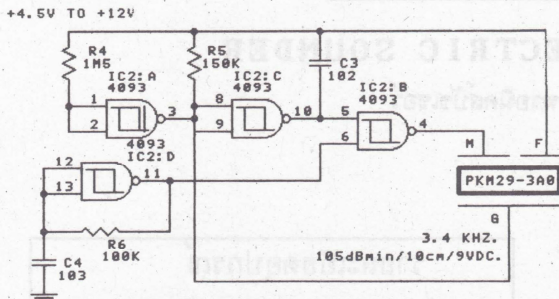 +4.5V TO +12V
R4
1M5
R5
150K
C3
102
IC2:A
4093
IC2:C
4093
IC2:B
4093
1
2
3
8
9
10
5
6
4
M
F
4093
IC2:D
12
13
11
PKM29-3A0
G
R6
100K
C4
103
3.4 KHZ.
105dBmin/10cm/9VDC.